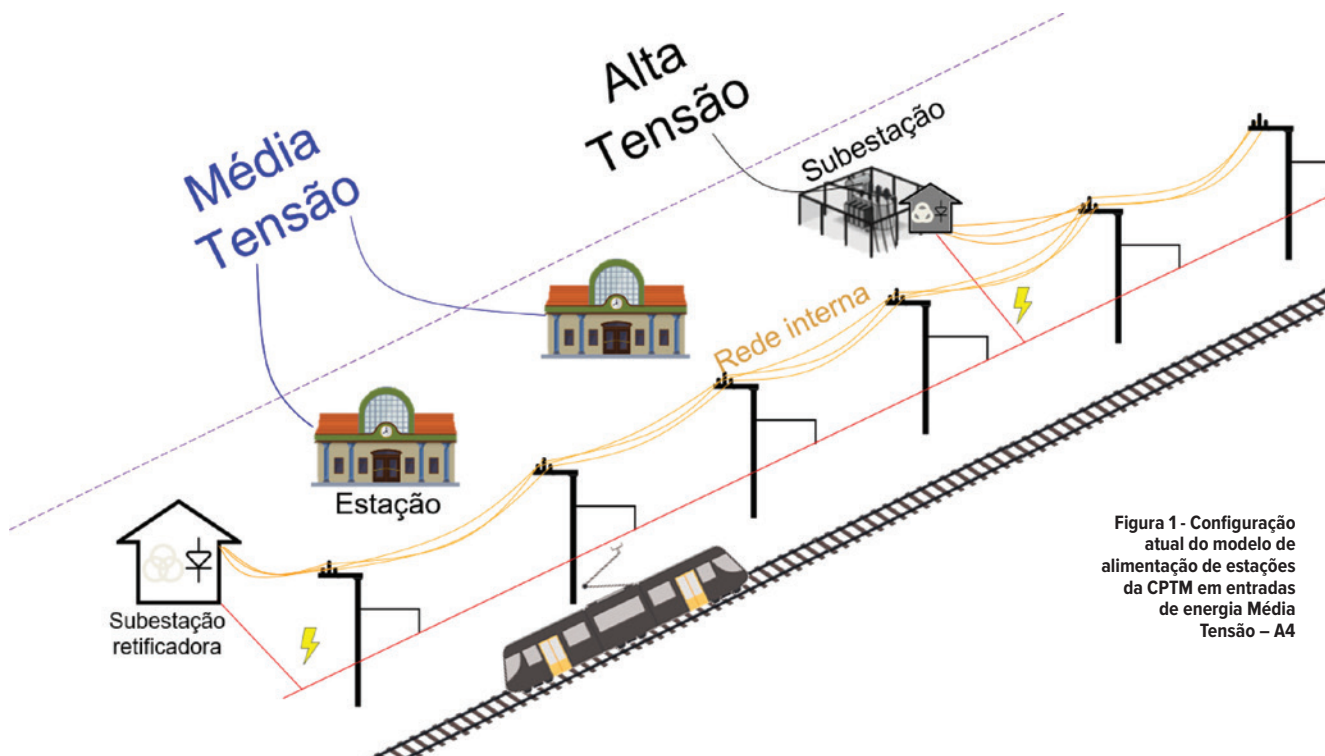 Alta
Tensão
Média
Tensão
Subestação
Rede interna
Estação
Subestação
retificadora
Figura 1 - Configuração
atual do modelo de
alimentação de estações
da CPTM em entradas
de energia Média
Tensão – A4